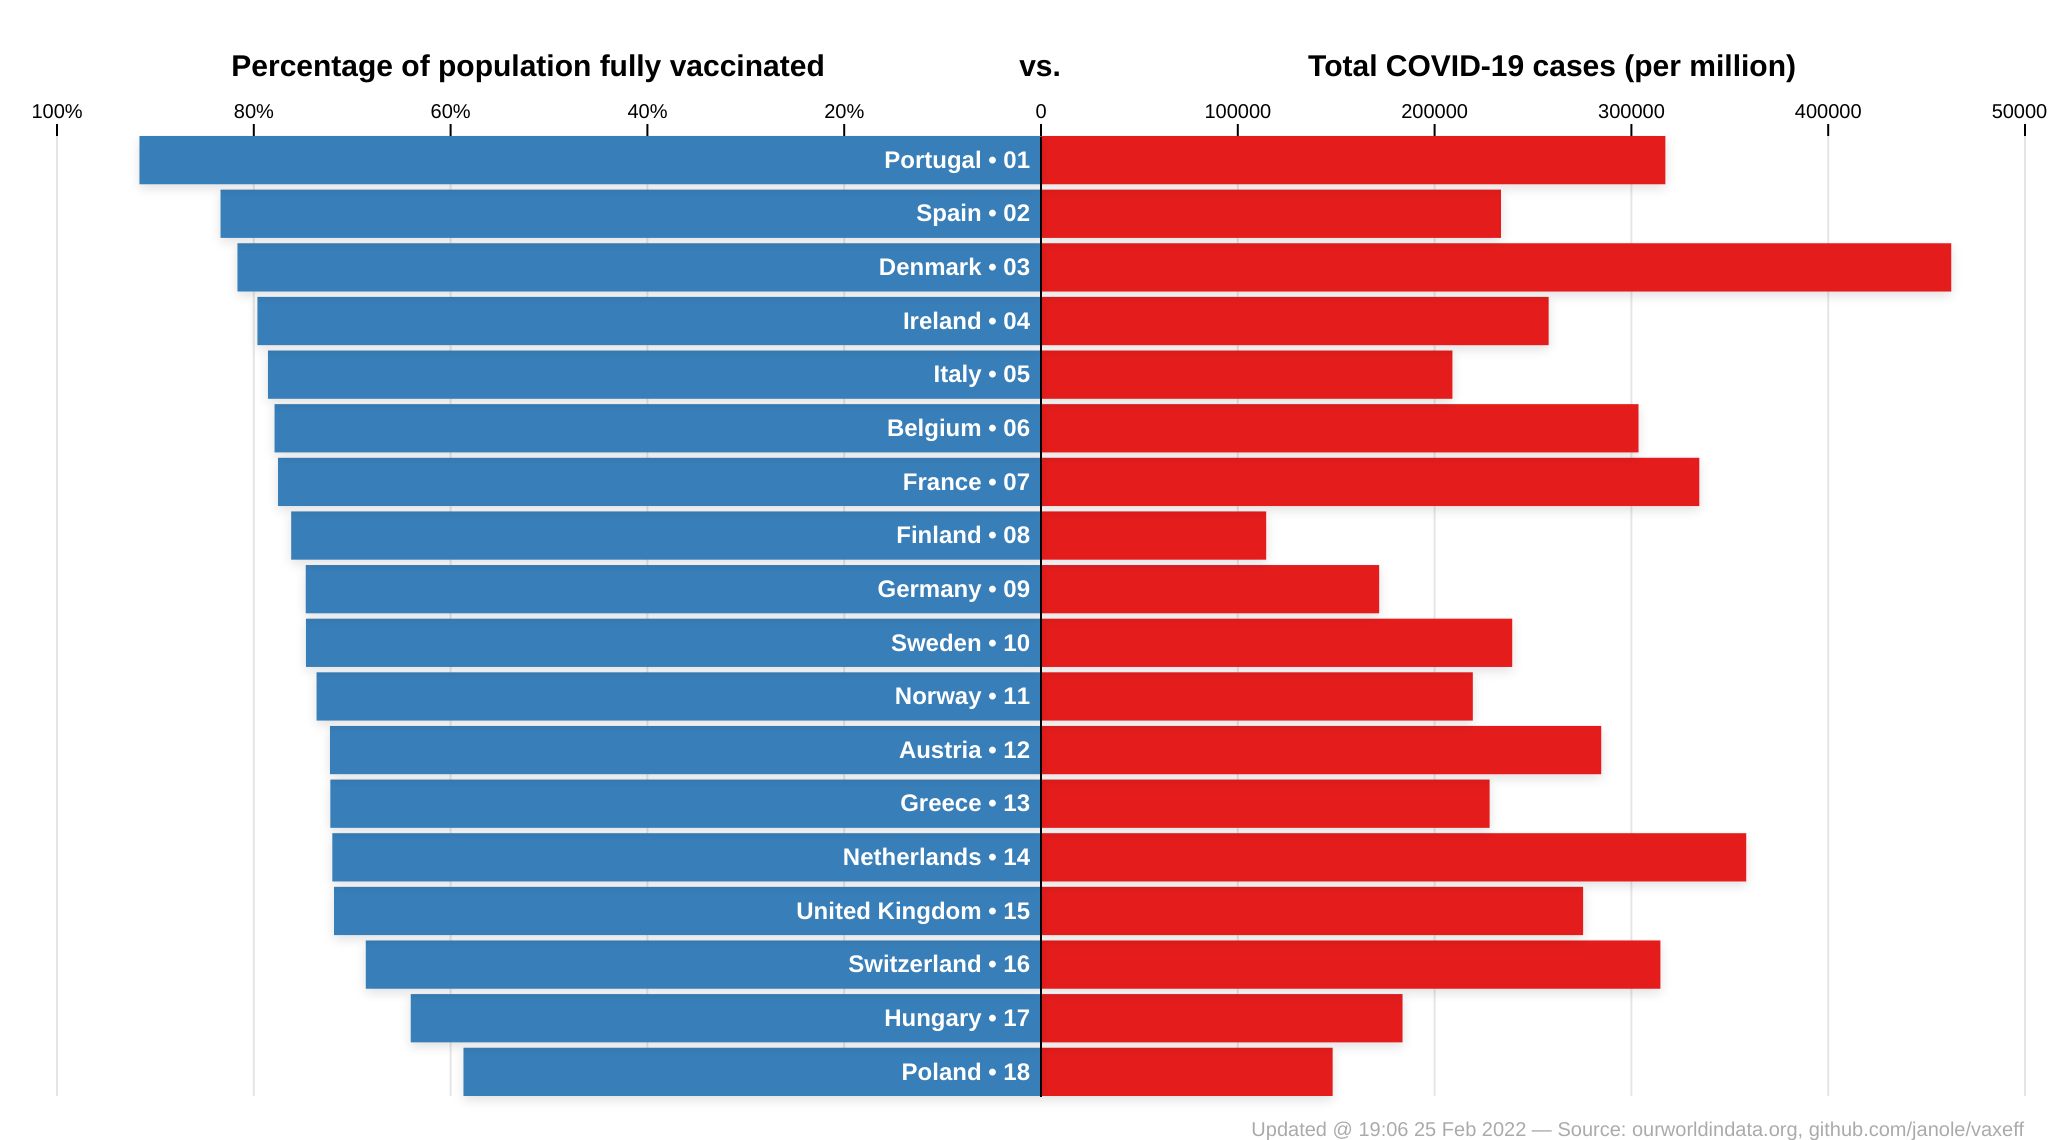 Percentage of population fully vaccinated vs. Total COVID-19 cases (per million)
100% 80% 60% 40% 20% 0 100000 200000 300000 400000 50000
Portugal • 01
Spain • 02
Denmark • 03
Ireland • 04
Italy • 05
Belgium • 06
France • 07
Finland • 08
Germany • 09
Sweden • 10
Norway • 11
Austria • 12
Greece • 13
Netherlands • 14
United Kingdom • 15
Switzerland • 16
Hungary • 17
Poland • 18
Updated @ 19:06 25 Feb 2022 — Source: ourworldindata.org, github.com/janole/vaxeff